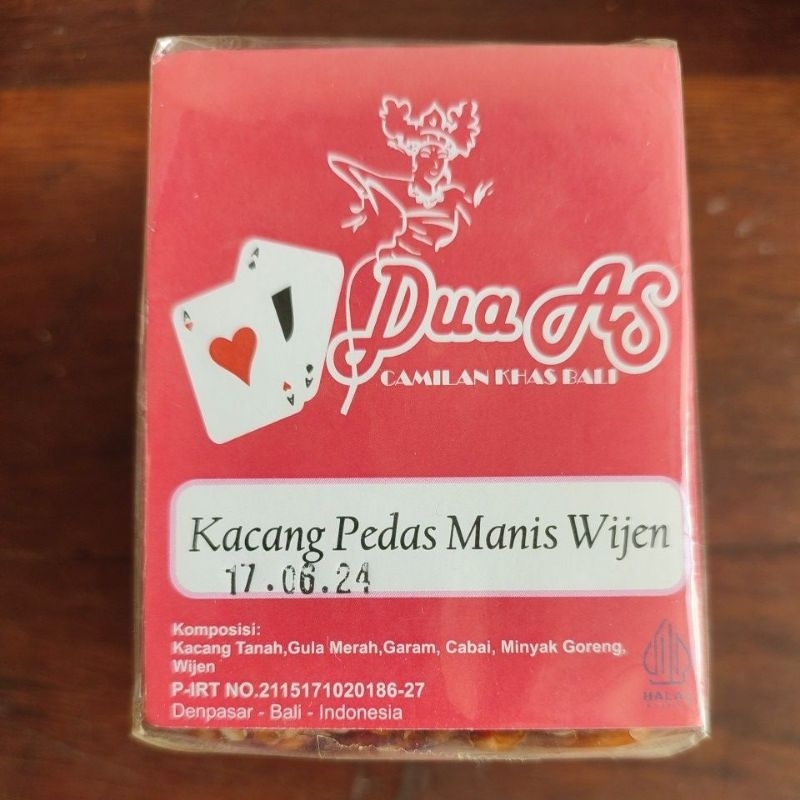 A
A
Dua AS
CAMILAN KHAS BALI
A
A
Kacang Pedas Manis Wijen
17.06.24
Komposisi:
Kacang Tanah,Gula Merah,Garam, Cabai, Minyak Goreng,
Wijen
P-IRT NO.2115171020186-27
Denpasar - Bali - Indonesia
HALAL